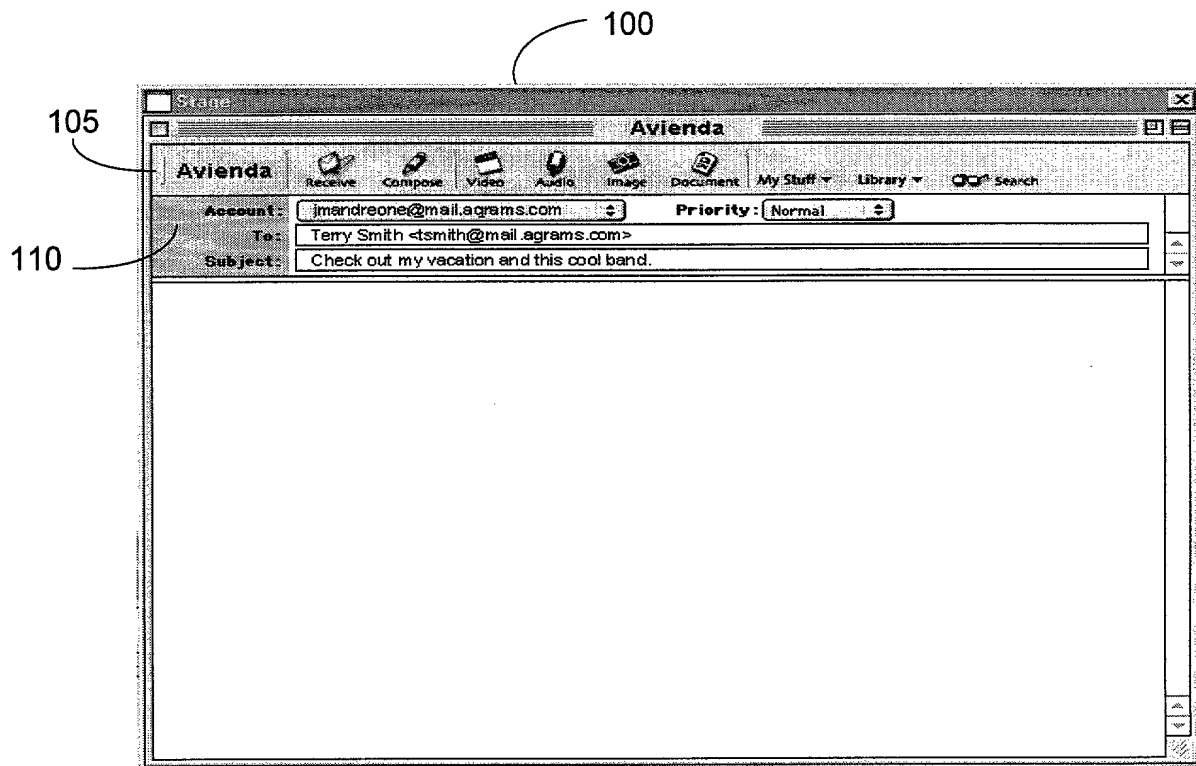 100
Stage
105
Avienda
Avienda Receive Compose Video Audio Image Document My Stuff Library Search
Account: jmandreone@mail.agrams.com Priority: Normal
110
To: Terry Smith <tsmith@mail.agrams.com>
Subject: Check out my vacation and this cool band.